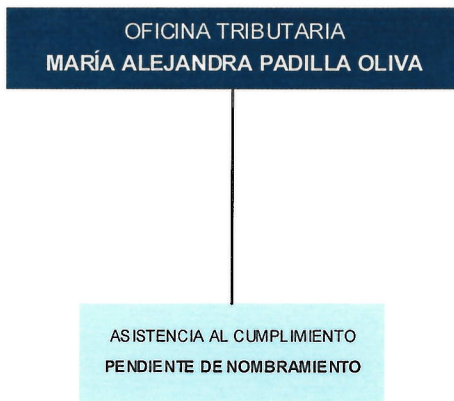 OFICINA TRIBUTARIA
MARÍA ALEJANDRA PADILLA OLIVA
ASISTENCIA AL CUMPLIMIENTO
PENDIENTE DE NOMBRAMIENTO